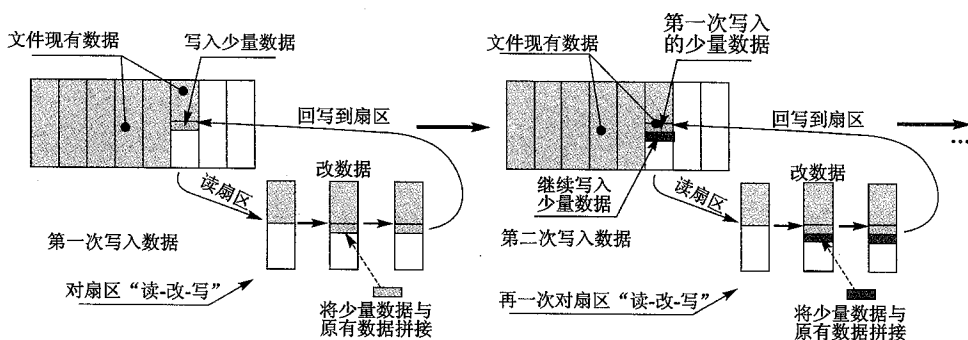 文件现有数据
写入少量数据
回写到扇区
读扇区
改数据
第一次写入数据
对扇区“读-改-写”
将少量数据与
原有数据拼接
文件现有数据
第一次写入
的少量数据
回写到扇区
继续写入
少量数据
读扇区
改数据
第二次写入数据
再一次对扇区“读-改-写”
将少量数据与
原有数据拼接
…